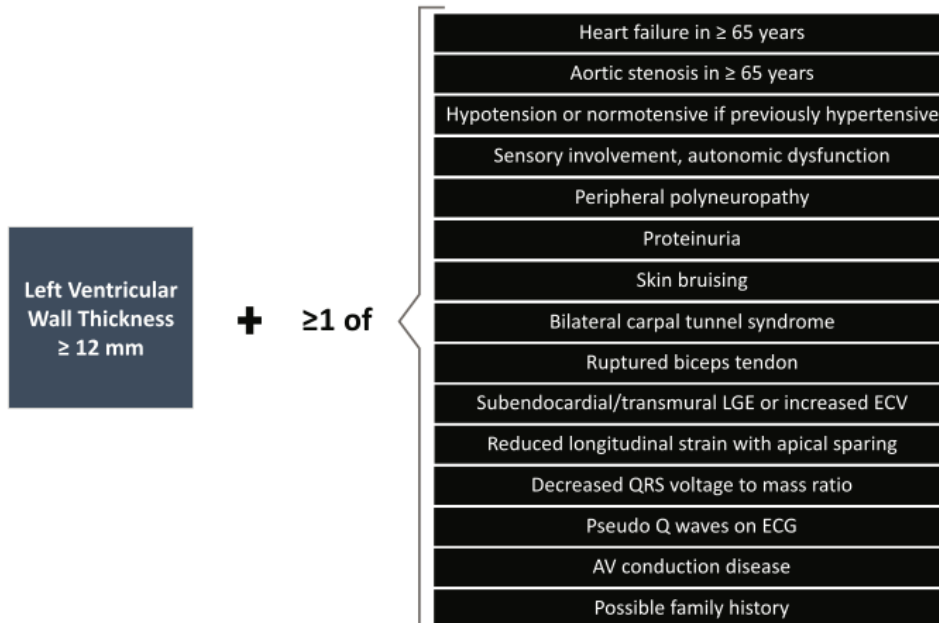 Left Ventricular
Wall Thickness
≥ 12 mm
+
≥1 of
Heart failure in ≥ 65 years
Aortic stenosis in ≥ 65 years
Hypotension or normotensive if previously hypertensive
Sensory involvement, autonomic dysfunction
Peripheral polyneuropathy
Proteinuria
Skin bruising
Bilateral carpal tunnel syndrome
Ruptured biceps tendon
Subendocardial/transmural LGE or increased ECV
Reduced longitudinal strain with apical sparing
Decreased QRS voltage to mass ratio
Pseudo Q waves on ECG
AV conduction disease
Possible family history